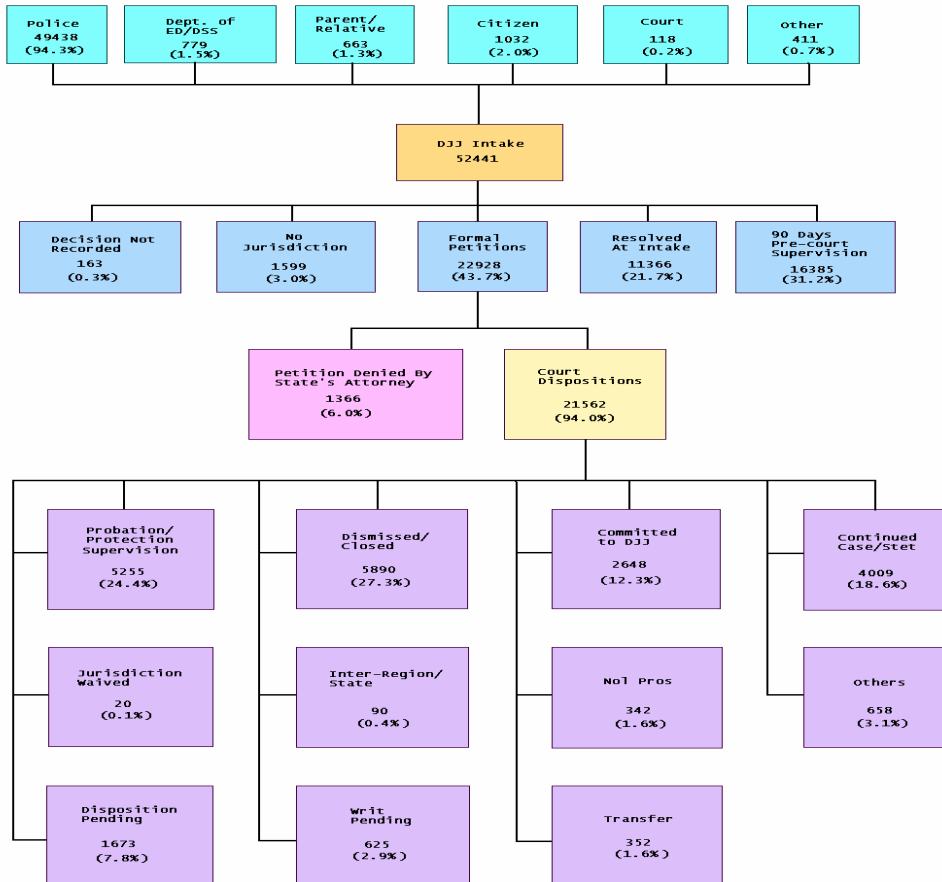 Police
49438
(94.3%)
Dept. of
ED/DSS
779
(1.5%)
Parent/
Relative
663
(1.3%)
Citizen
1032
(2.0%)
Court
118
(0.2%)
Other
411
(0.7%)
DJJ Intake
52441
Decision Not
Recorded
163
(0.3%)
No
Jurisdiction
1599
(3.0%)
Formal
Petitions
22928
(43.7%)
Resolved
At Intake
11366
(21.7%)
90 Days
Pre-court
Supervision
16385
(31.2%)
Petition Denied By
State's Attorney
1366
(6.0%)
Court
Dispositions
21562
(94.0%)
Probation/
Protection
Supervision
5255
(24.4%)
Dismissed/
Closed
5890
(27.3%)
Committed
to DJJ
2648
(12.3%)
Continued
Case/Stet
4009
(18.6%)
Jurisdiction
Waived
20
(0.1%)
Inter-Region/
State
90
(0.4%)
Nol Pros
342
(1.6%)
Others
658
(3.1%)
Disposition
Pending
1673
(7.8%)
Writ
Pending
625
(2.9%)
Transfer
352
(1.6%)